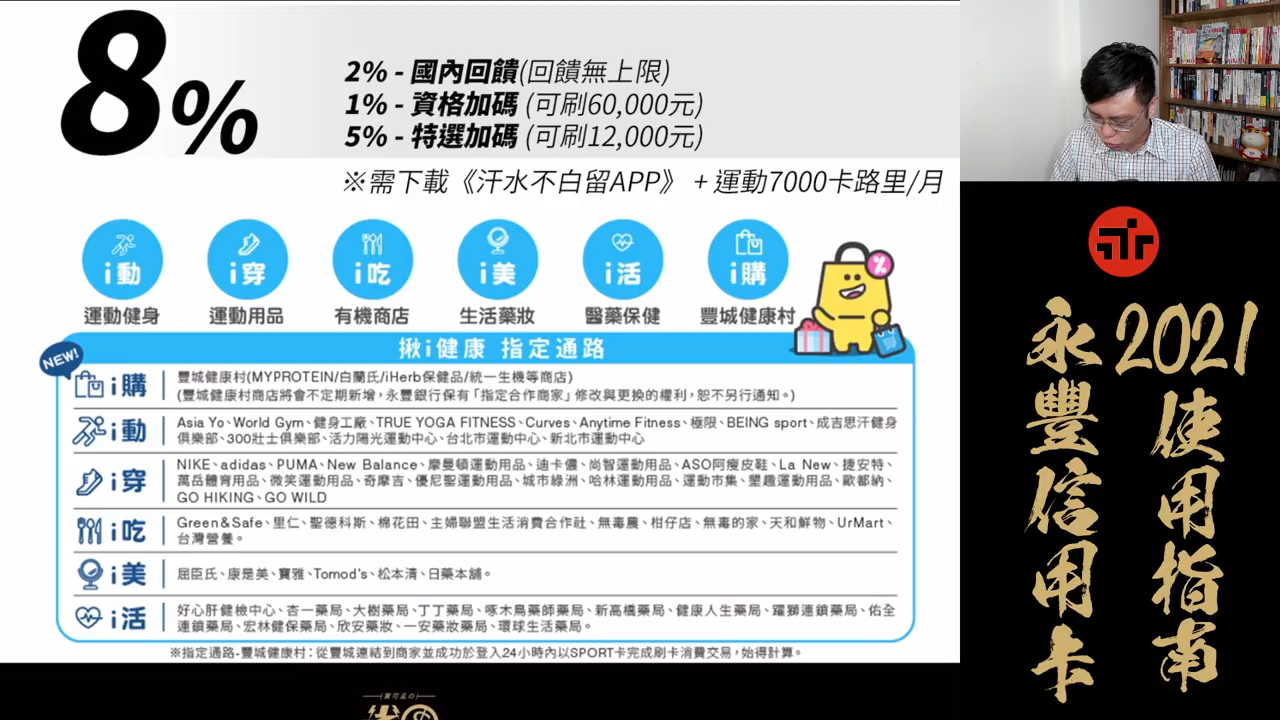 8%
2% - 國內回饋(回饋無上限)
1% - 資格加碼 (可刷60,000元)
5% - 特選加碼 (可刷12,000元)
※需下載《汗水不白留APP》 + 運動7000卡路里/月
i動
i穿
i吃
i美
i活
i購
運動健身
運動用品
有機商店
生活藥妝
醫藥保健
豐城健康村
%
NEW!
揪i健康 指定通路
i購
豐城健康村(MYPROTEIN/白蘭氏/iHerb保健品/統一生機等商店)
(豐城健康村商店將會不定期新增,永豐銀行保有「指定合作商家」修改與更換的權利,恕不另行通知。)
i動
Asia Yo、World Gym、健身工廠、TRUE YOGA FITNESS、Curves、Anytime Fitness、極限、BEING sport、成吉思汗健身
俱樂部、300壯士俱樂部、活力陽光運動中心、台北市運動中心、新北市運動中心
i穿
NIKE、adidas、PUMA、New Balance、摩曼頓運動用品、迪卡儂、尚智運動用品、ASO阿瘦皮鞋、La New、捷安特、
萬岳體育用品、微笑運動用品、奇摩吉、優尼聖運動用品、城市綠洲、哈林運動用品、運動市集、墾趣運動用品、歐都納、
GO HIKING、GO WILD
i吃
Green&Safe、里仁、聖德科斯、棉花田、主婦聯盟生活消費合作社、無毒農、柑仔店、無毒的家、天和鮮物、UrMart、
台灣營養。
i美
屈臣氏、康是美、寶雅、Tomod's、松本清、日藥本舖。
i活
好心肝健檢中心、杏一藥局、大樹藥局、丁丁藥局、啄木鳥藥師藥局、新高橋藥局、健康人生藥局、躍獅連鎖藥局、佑全
連鎖藥局、宏林健保藥局、欣安藥妝、一安藥妝藥局、環球生活藥局。
※指定通路-豐城健康村:從豐城連結到商家並成功於登入24小時內以SPORT卡完成刷卡消費交易,始得計算。
2021使用指南
永豐信用卡